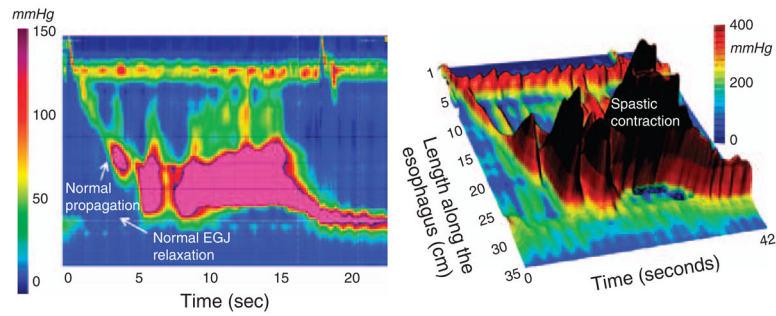 mmHg
150
100
50
0
Normal
propagation
Normal EGJ
relaxation
0
5
10
15
20
Time (sec)
400
mmHg
200
0
Spastic
contraction
1
5
10
15
20
25
30
35
Length along the
esophagus (cm)
0
42
Time (seconds)